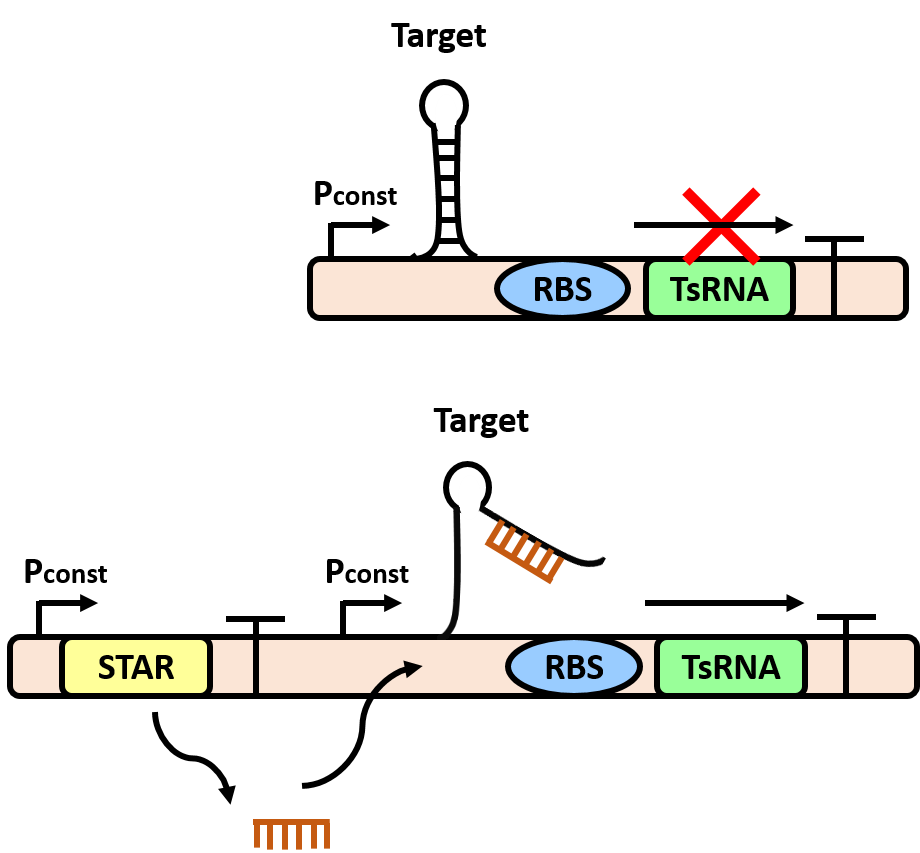 Target
Pconst
RBS
TsRNA
Target
Pconst
Pconst
STAR
RBS
TsRNA